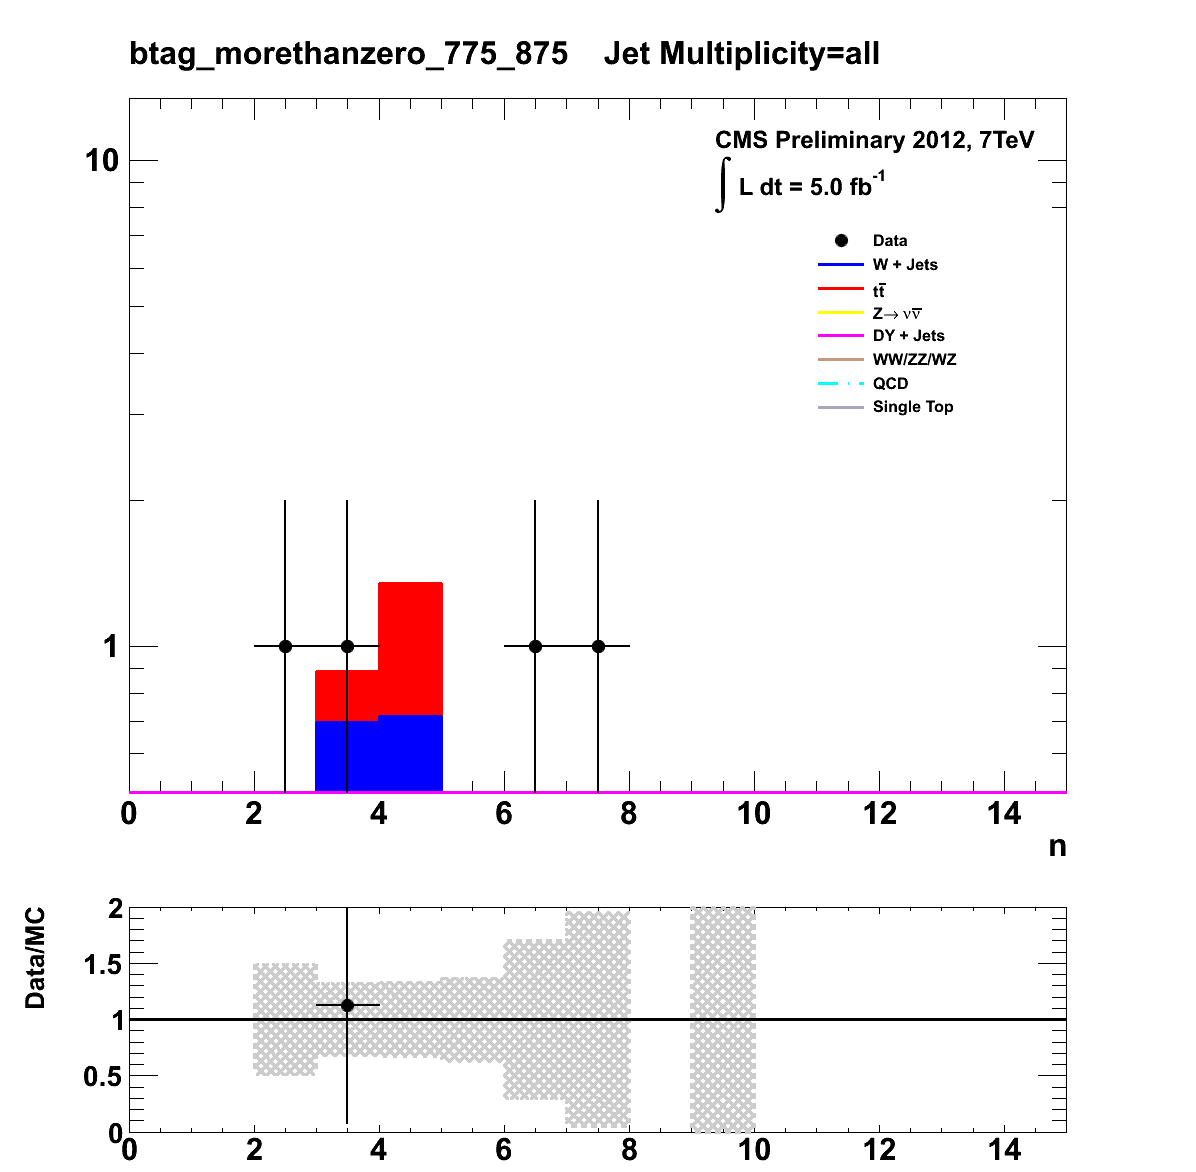 btag_morethanzero_775_875 Jet Multiplicity=all
CMS Preliminary 2012, 7TeV
∫ L dt = 5.0 fb⁻¹
Data
W + Jets
tt̅
Z→ νν̅
DY + Jets
WW/ZZ/WZ
QCD
Single Top
10
1
0 2 4 6 8 10 12 14
n
Data/MC
2
1.5
1
0.5
0
0 2 4 6 8 10 12 14